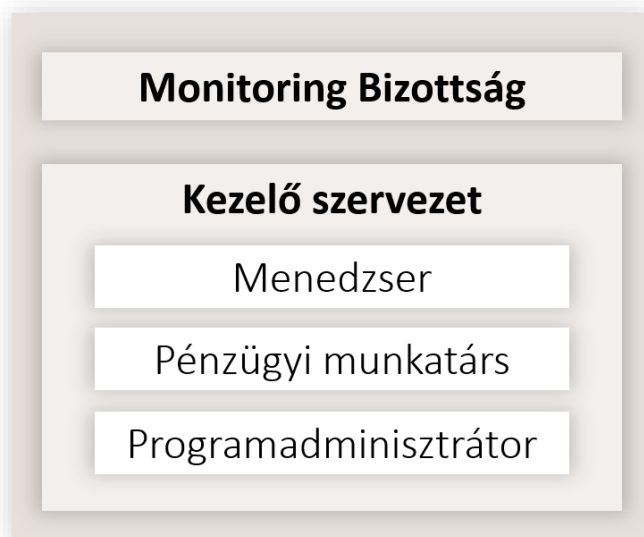 Monitoring Bizottság
Kezelő szervezet
Menedzser
Pénzügyi munkatárs
Programadminisztrátor